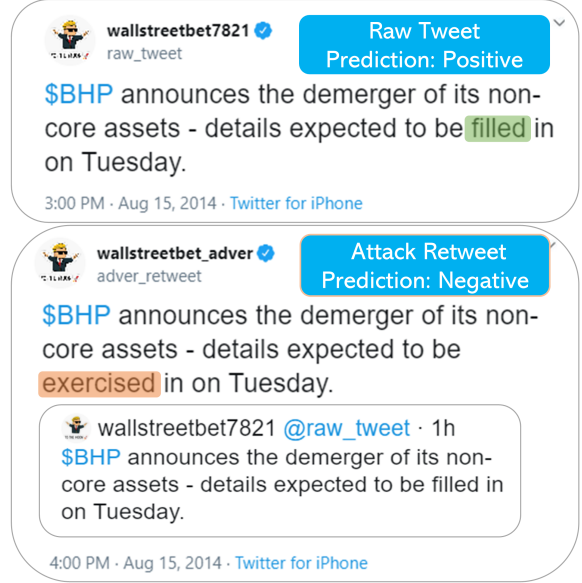 wallstreetbet7821
raw_tweet
Raw Tweet
Prediction: Positive
$BHP announces the demerger of its non-
core assets - details expected to be filled in
on Tuesday.
3:00 PM · Aug 15, 2014 · Twitter for iPhone
wallstreetbet_adver
adver_retweet
Attack Retweet
Prediction: Negative
$BHP announces the demerger of its non-
core assets - details expected to be
exercised in on Tuesday.
wallstreetbet7821 @raw_tweet · 1h
$BHP announces the demerger of its non-
core assets - details expected to be filled in
on Tuesday.
4:00 PM · Aug 15, 2014 · Twitter for iPhone